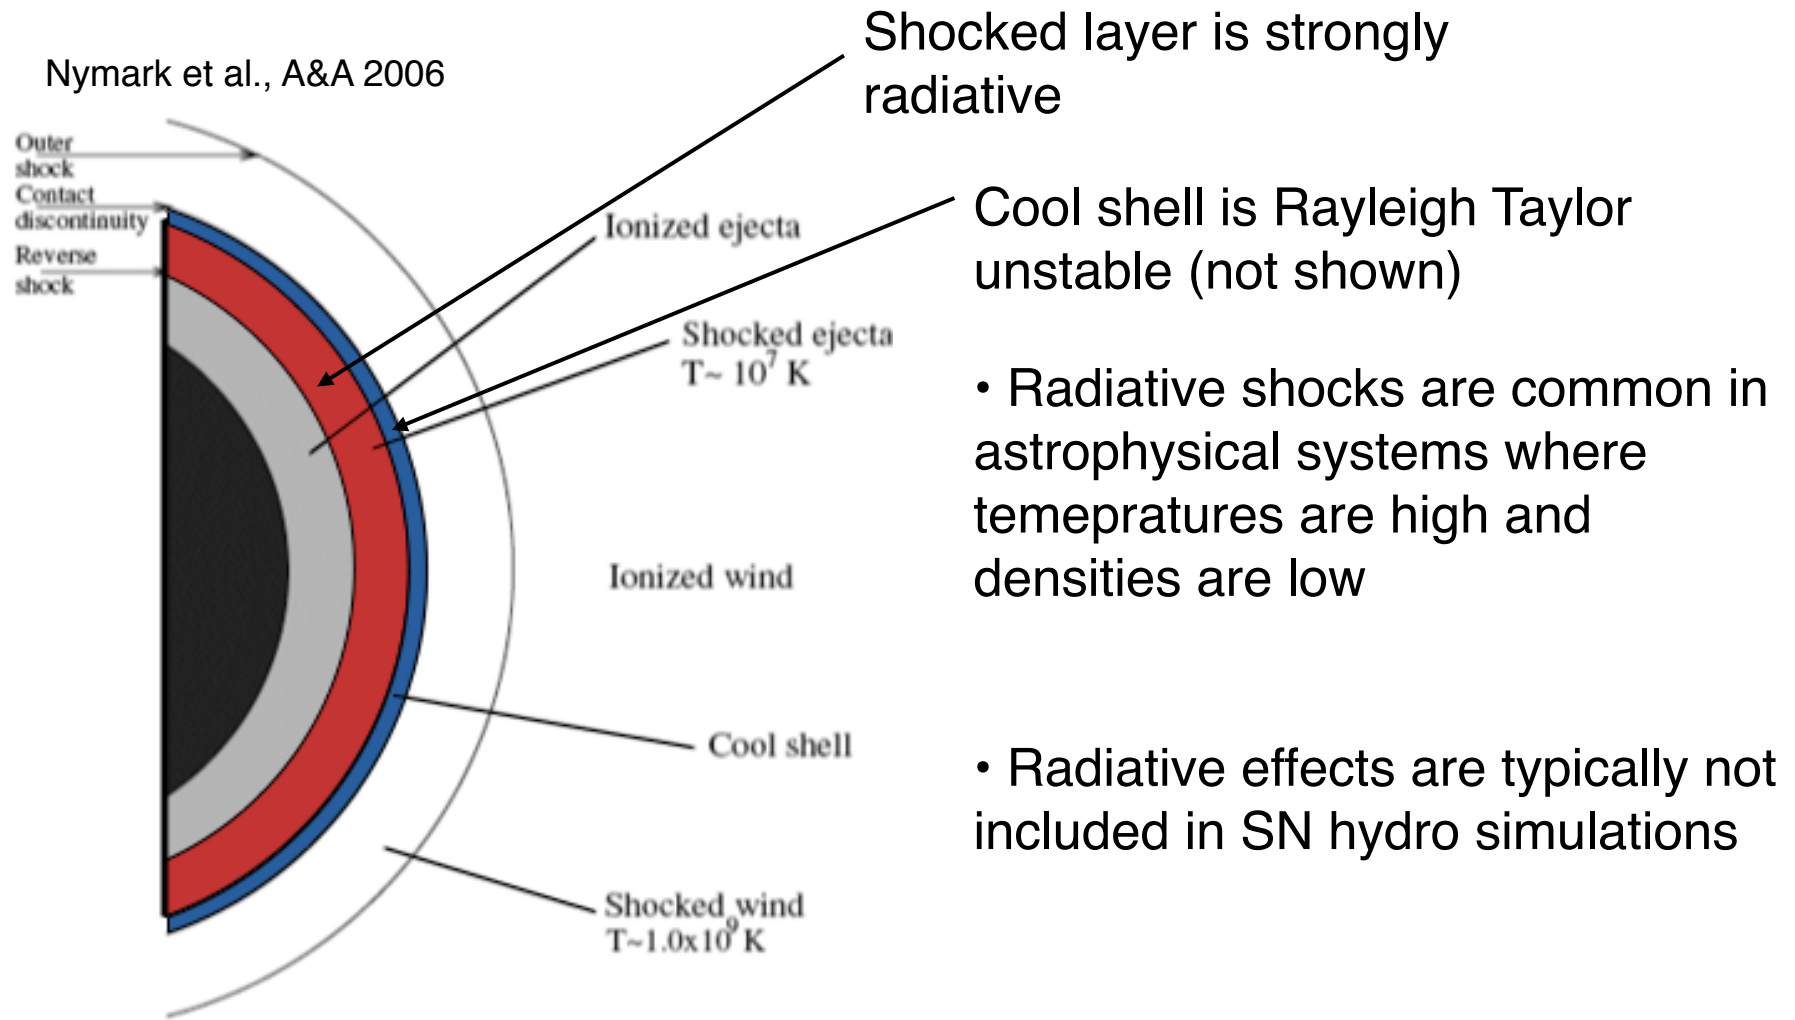 Shocked layer is strongly
radiative
Nymark et al., A&A 2006
Outer
shock
Contact
discontinuity
Reverse
shock
Ionized ejecta
Shocked ejecta
T~ 10⁷ K
Ionized wind
Cool shell
Shocked wind
T~1.0x10⁹ K
Cool shell is Rayleigh Taylor
unstable (not shown)
• Radiative shocks are common in
astrophysical systems where
temepratures are high and
densities are low
• Radiative effects are typically not
included in SN hydro simulations